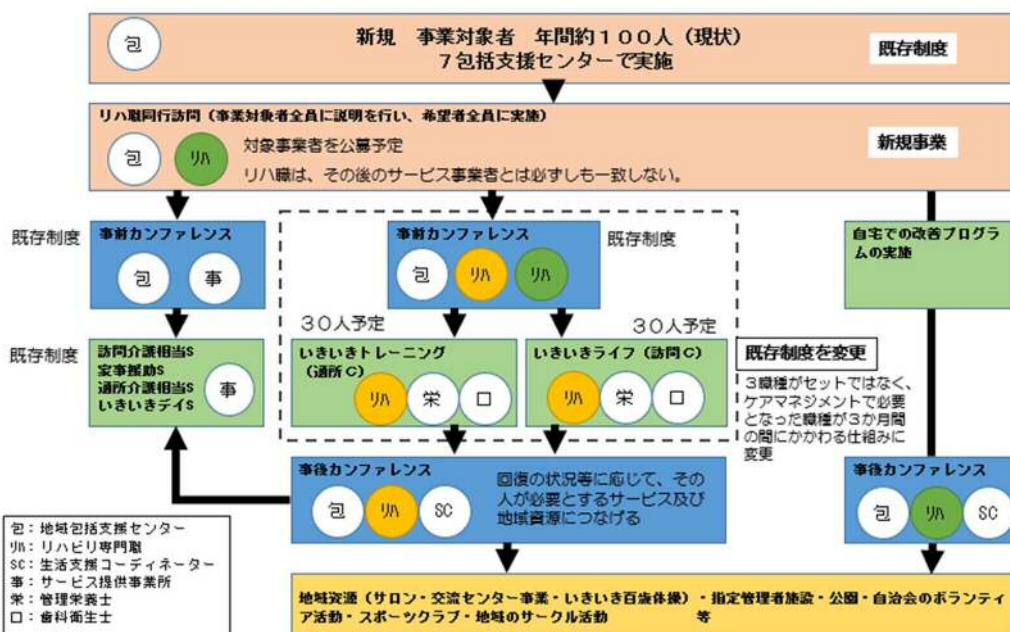 包
新規　事業対象者　年間約１００人（現状）
７包括支援センターで実施
既存制度
リハ職同行訪問（事業対象者全員に説明を行い、希望者全員に実施）
包
リハ
対象事業者を公募予定
リハ職は、その後のサービス事業者とは必ずしも一致しない。
新規事業
既存制度
事前カンファレンス
包
事
事前カンファレンス
包
リハ
リハ
既存制度
自宅での改善プログラ
ムの実施
３０人予定
３０人予定
既存制度
訪問介護相当S
家事援助S
通所介護相当S
いきいきデイS
事
いきいきトレーニング
（通所C）
リハ
栄
口
いきいきライフ（訪問C）
リハ
栄
口
既存制度を変更
３職種がセットではなく、
ケアマネジメントで必要
となった職種が３か月間
の間にかかわる仕組みに
変更
事後カンファレンス
包
リハ
SC
回復の状況等に応じて、その
人が必要とするサービス及び
地域資源につなげる
事後カンファレンス
包
リハ
SC
包：地域包括支援センター
リハ：リハビリ専門職
SC：生活支援コーディネーター
事：サービス提供事業所
栄：管理栄養士
口：歯科衛生士
地域資源（サロン・交流センター事業・いきいき百歳体操）・指定管理者施設・公園・自治会のボランティ
ア活動・スポーツクラブ・地域のサークル活動　等